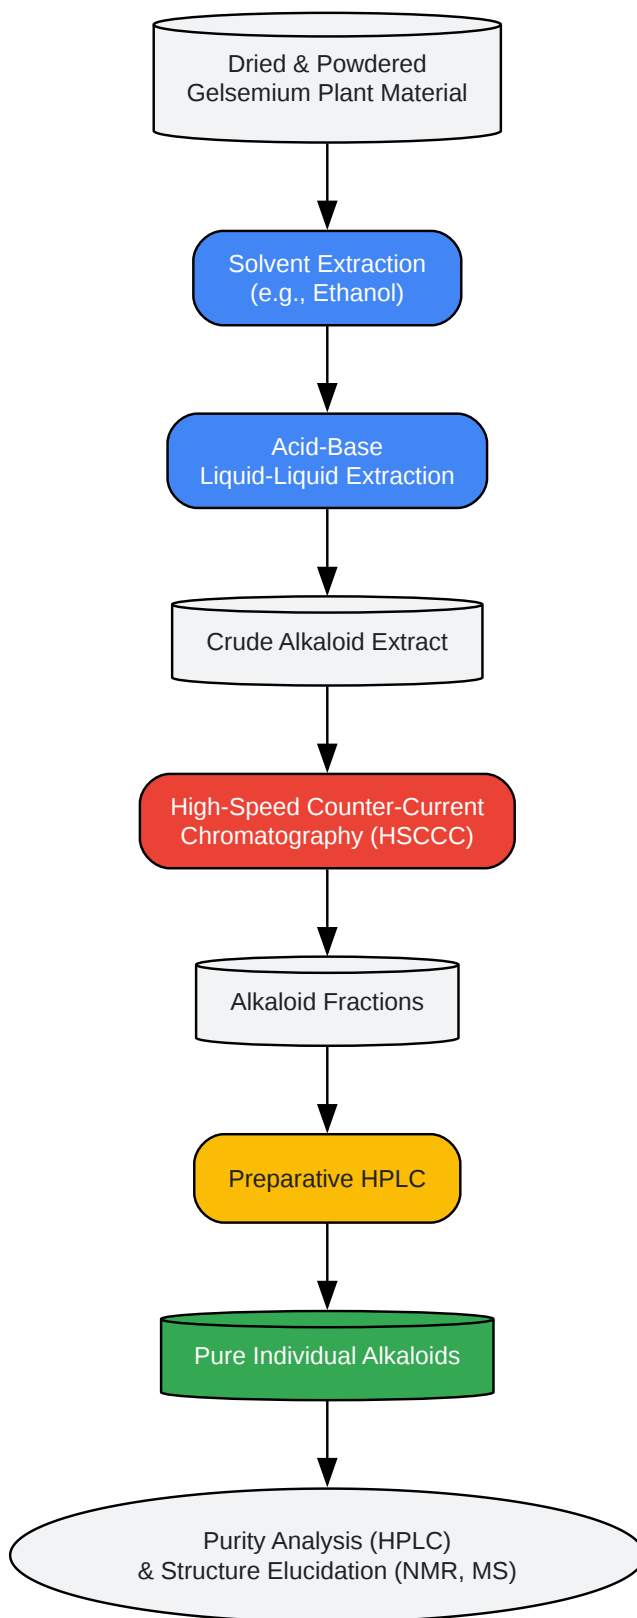 Dried & Powdered
Gelsemium Plant Material
Solvent Extraction
(e.g., Ethanol)
Acid-Base
Liquid-Liquid Extraction
Crude Alkaloid Extract
High-Speed Counter-Current
Chromatography (HSCCC)
Alkaloid Fractions
Preparative HPLC
Pure Individual Alkaloids
Purity Analysis (HPLC)
& Structure Elucidation (NMR, MS)